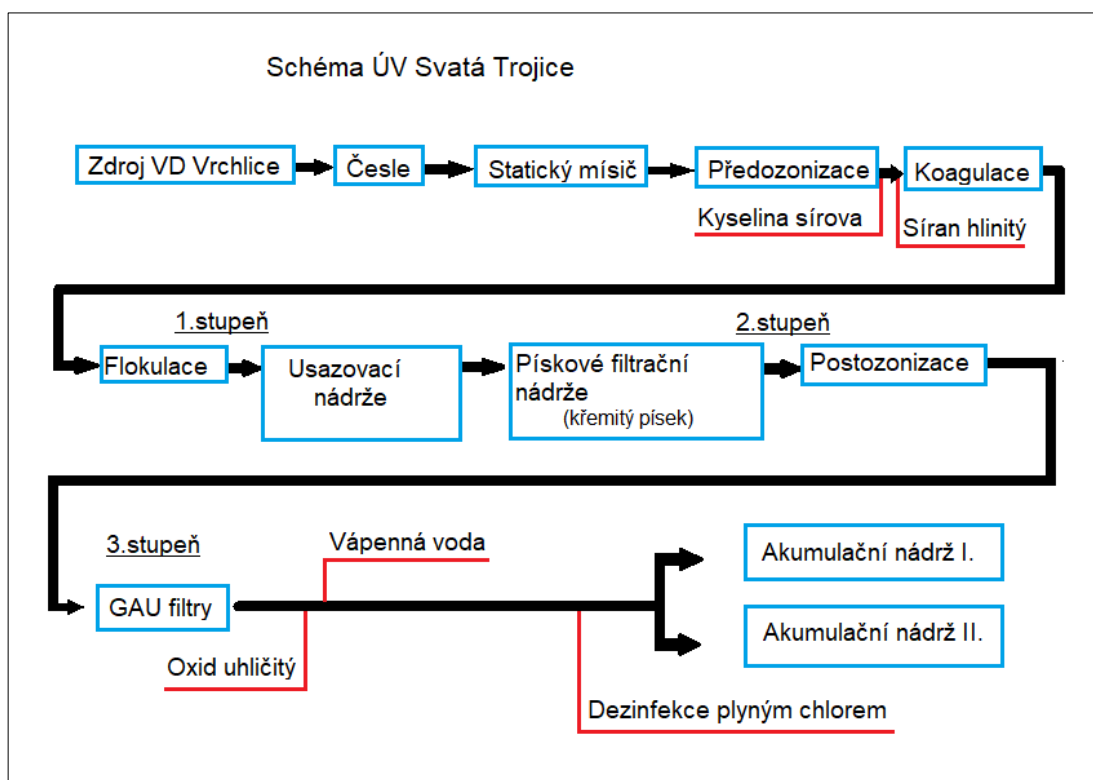 Schéma ÚV Svatá Trojice
Zdroj VD Vrchlice
Česle
Statický mísič
Předozonizace
Koagulace
Kyselina sírova
Síran hlinitý
1.stupeň
2.stupeň
Flokulace
Usazovací
nádrže
Pískové filtrační
nádrže
(křemitý písek)
Postozonizace
3.stupeň
Vápenná voda
GAU filtry
Oxid uhličitý
Dezinfekce plyným chlorem
Akumulační nádrž I.
Akumulační nádrž II.